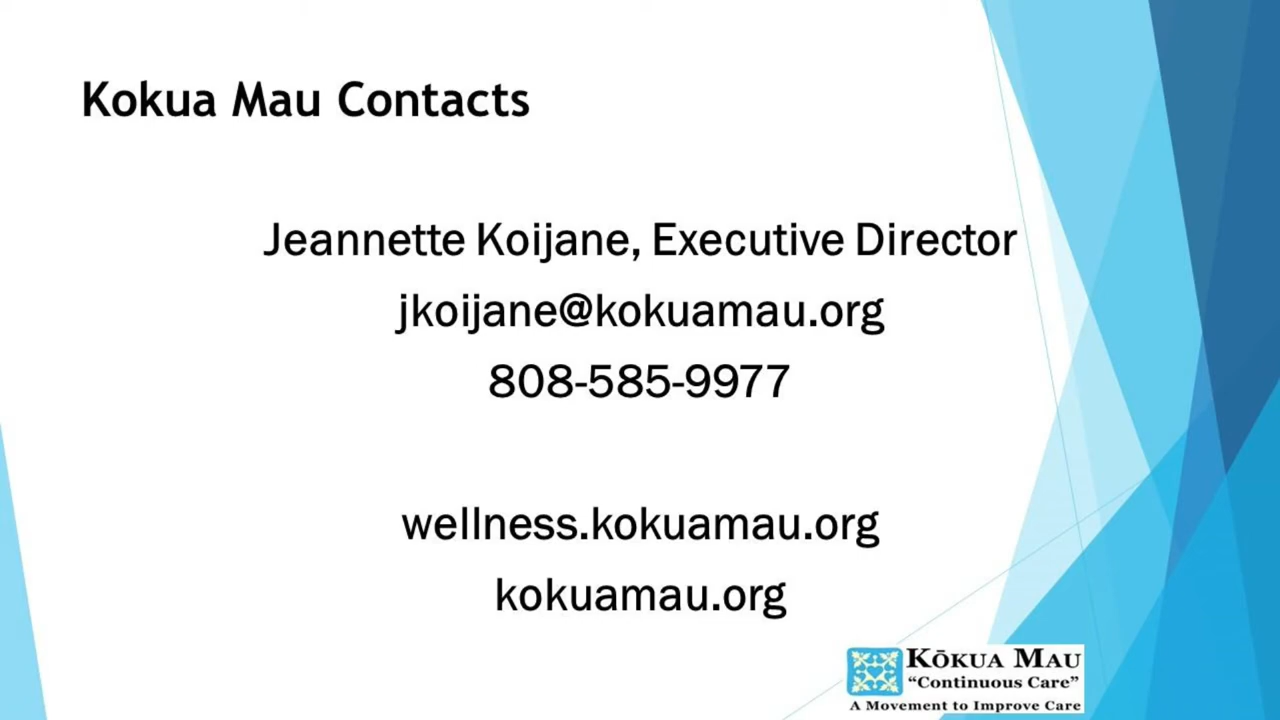 Kokua Mau Contacts
Jeannette Koijane, Executive Director
jkoijane@kokuamau.org
808-585-9977
wellness.kokuamau.org
kokuamau.org
KŌKUA MAU
“Continuous Care”
A Movement to Improve Care